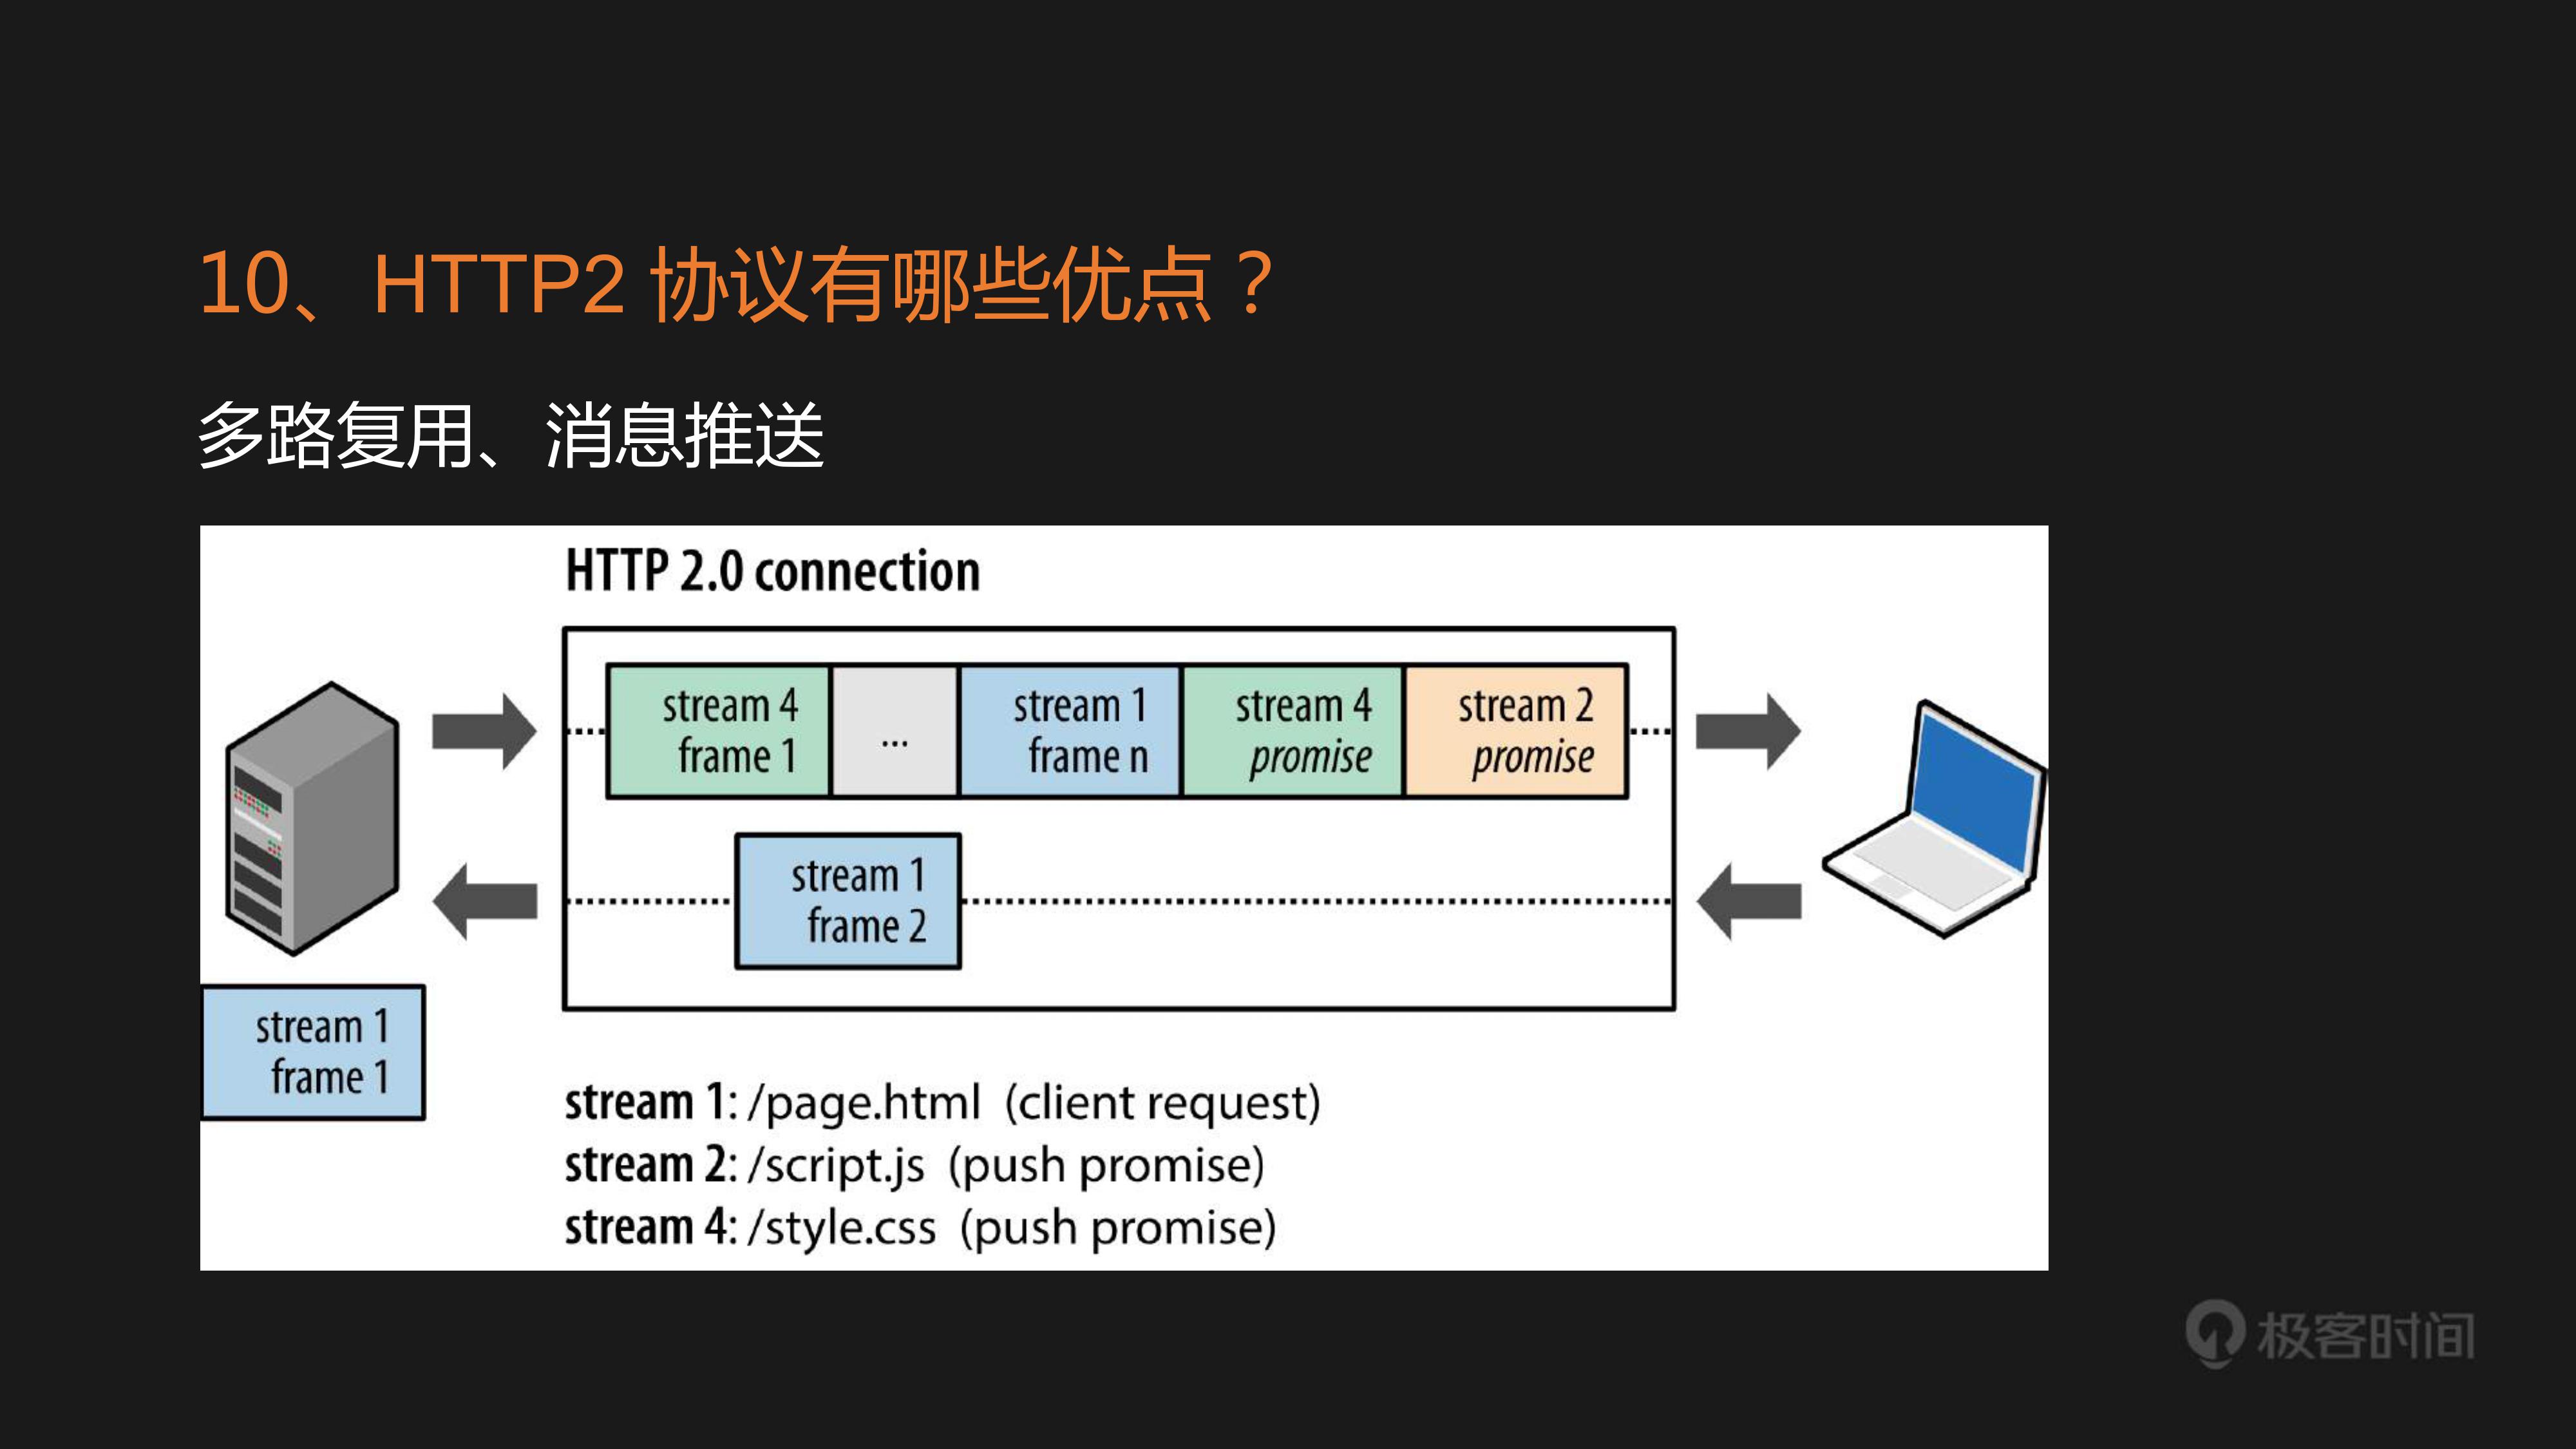 10、HTTP2 协议有哪些优点？
多路复用、消息推送
HTTP 2.0 connection
stream 4
frame 1
...
stream 1
frame n
stream 4
promise
stream 2
promise
stream 1
frame 2
stream 1
frame 1
stream 1: /page.html (client request)
stream 2: /script.js (push promise)
stream 4: /style.css (push promise)
极客时间